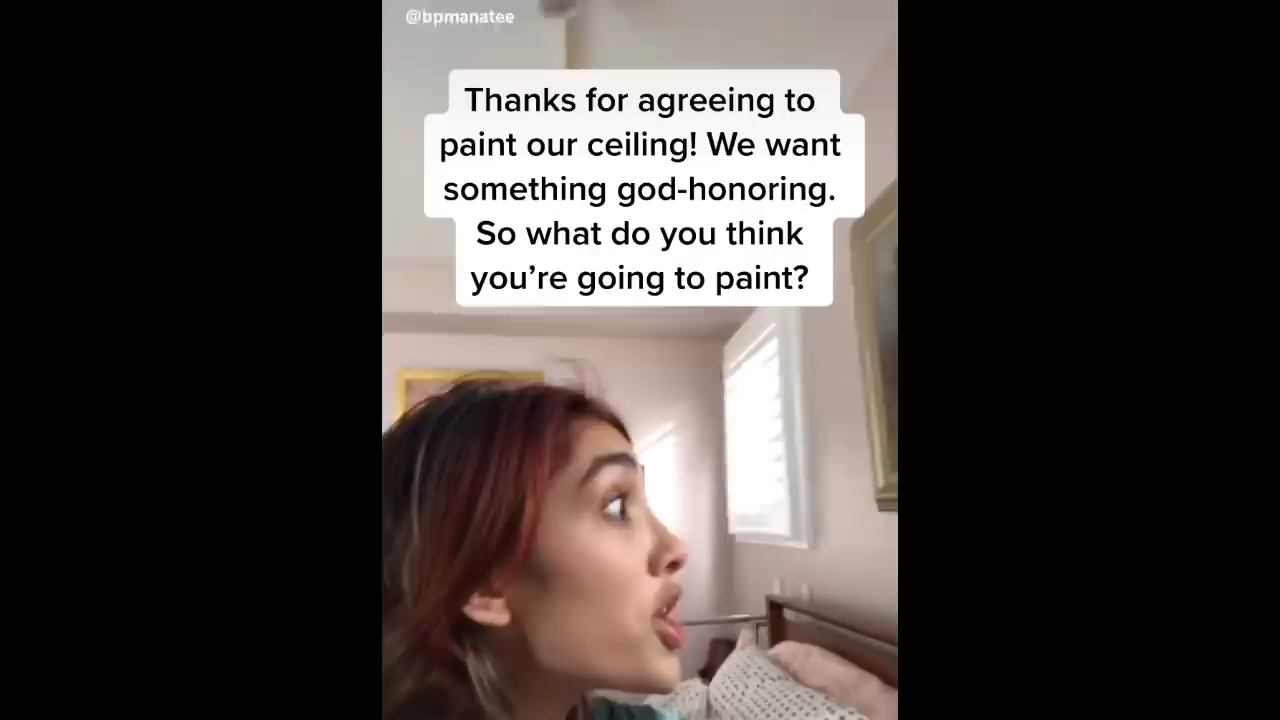 @bpmanatee
Thanks for agreeing to
paint our ceiling! We want
something god-honoring.
So what do you think
you’re going to paint?